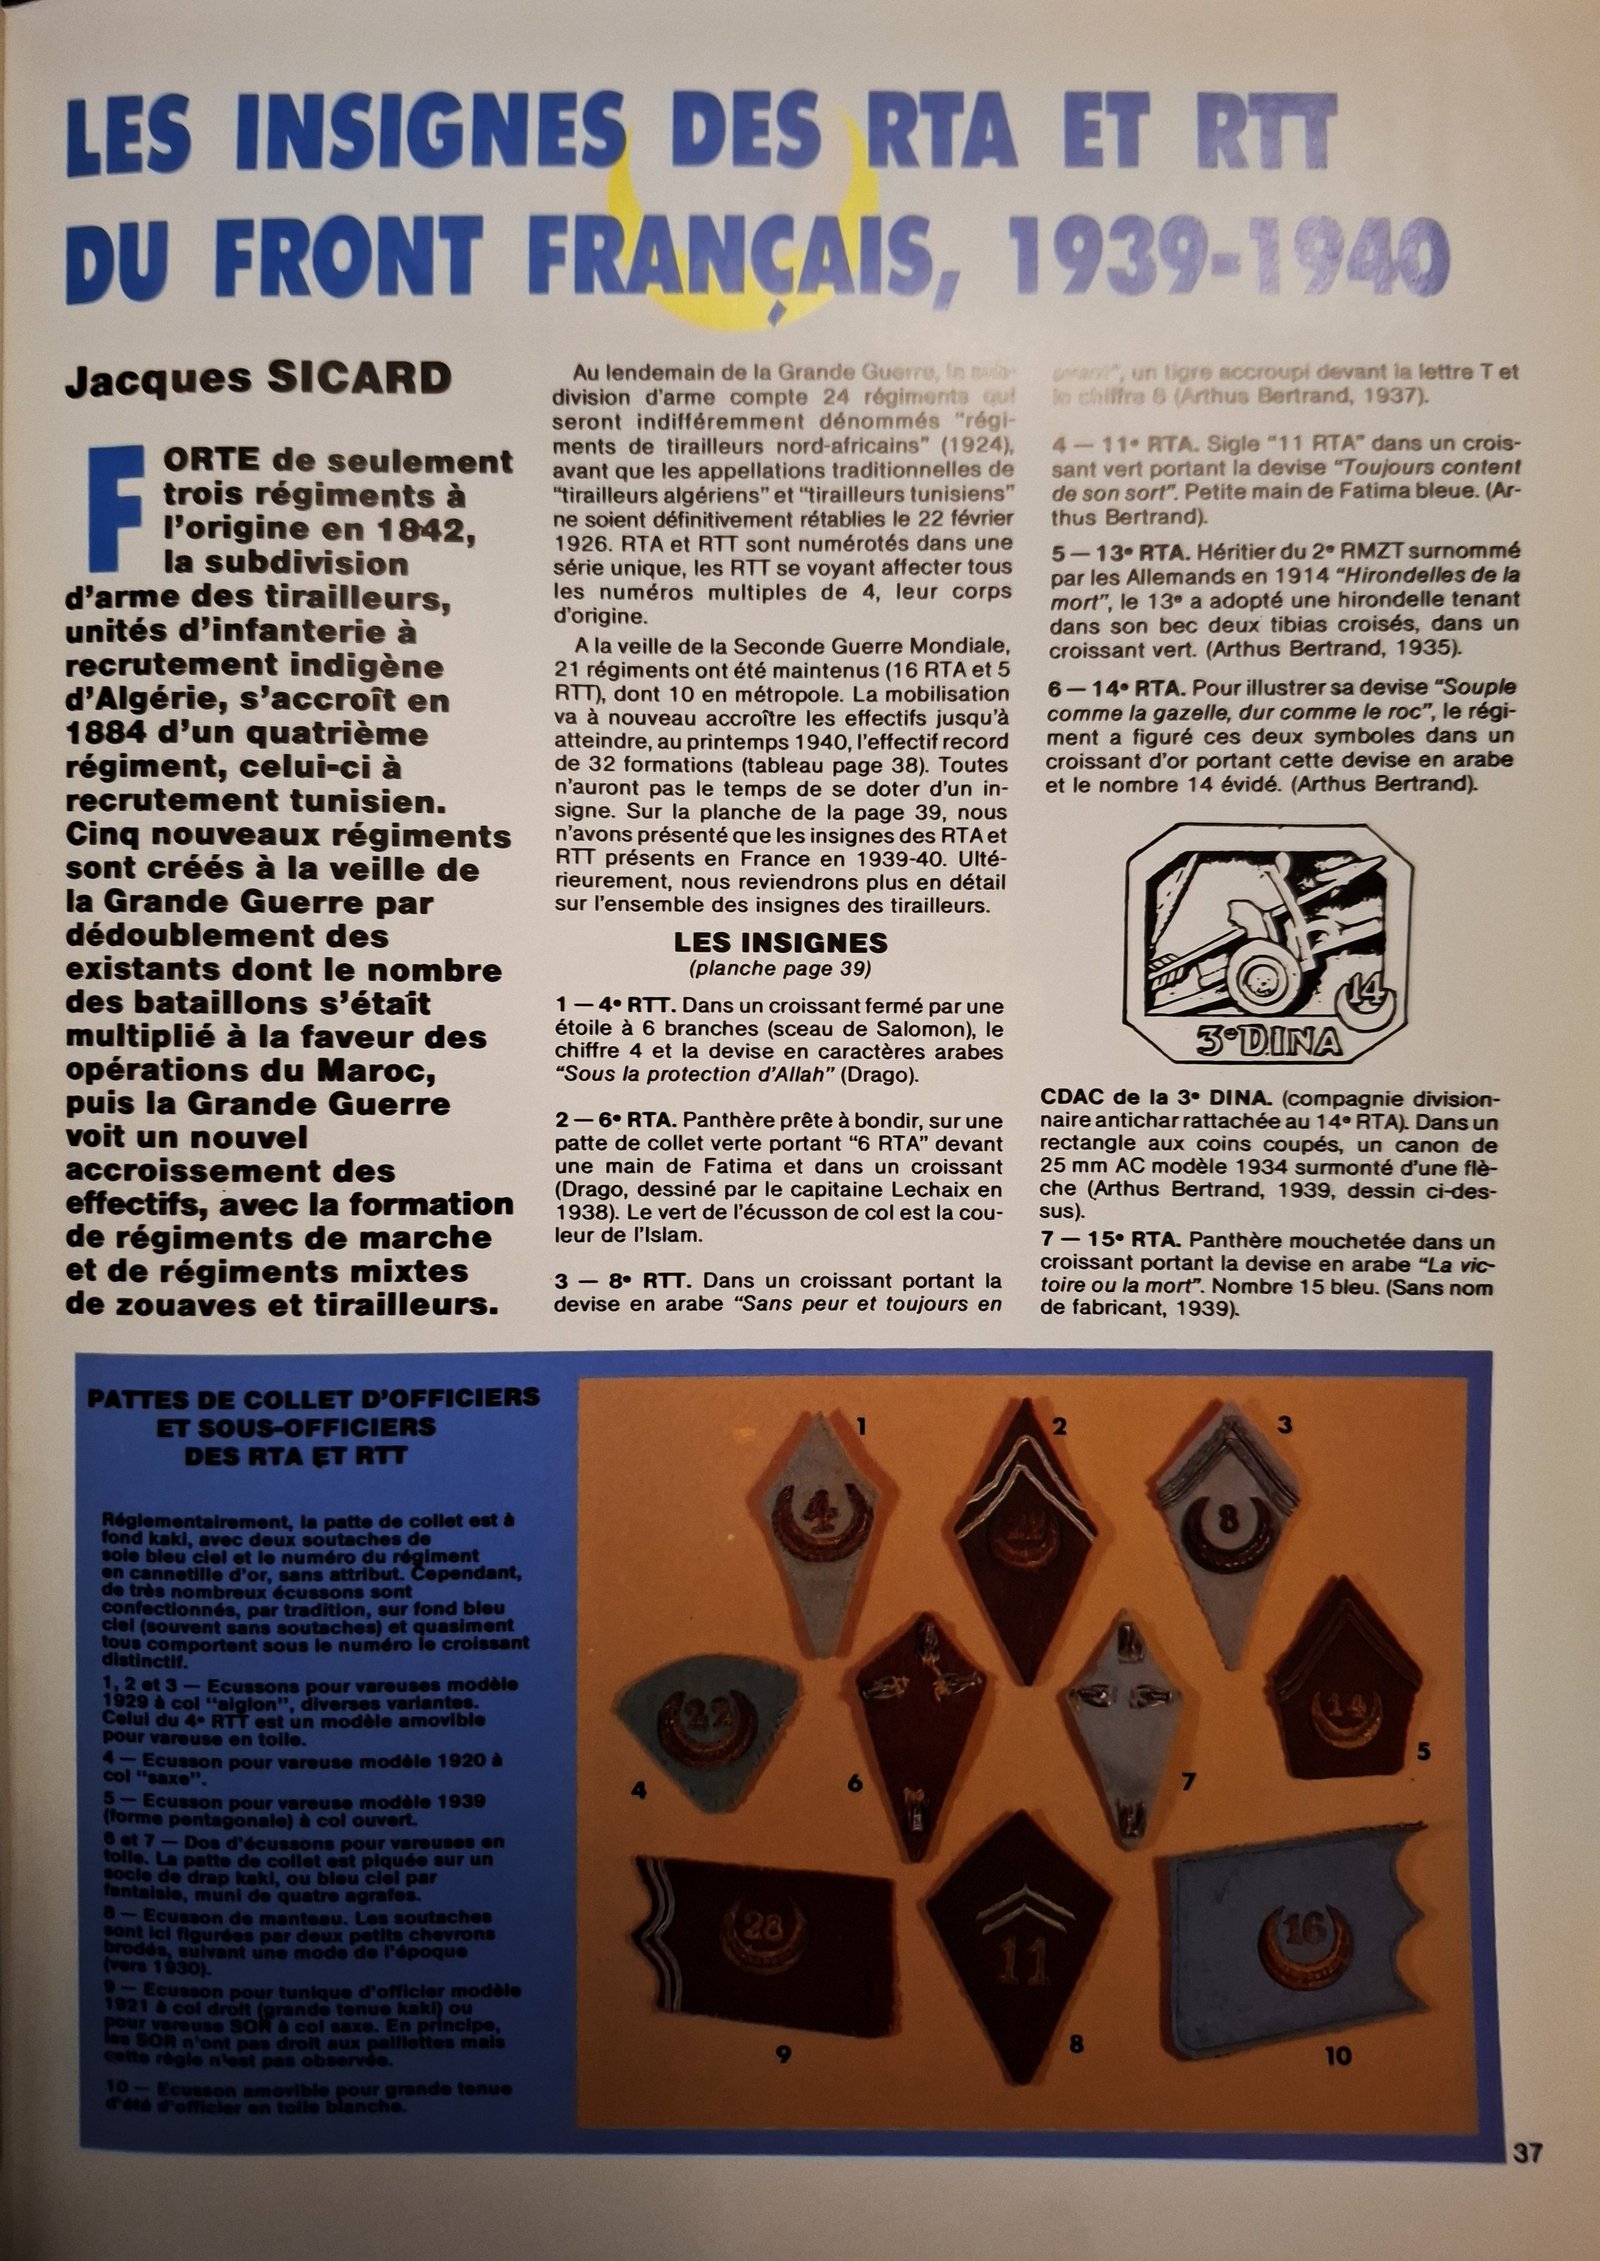 LES INSIGNES DES RTA ET RTT
DU FRONT FRANÇAIS, 1939-1940
Jacques SICARD
FORTE de seulement
trois régiments à
l'origine en 1842,
la subdivision
d'arme des tirailleurs,
unités d'infanterie à
recrutement indigène
d'Algérie, s'accroît en
1884 d'un quatrième
régiment, celui-ci à
recrutement tunisien.
Cinq nouveaux régiments
sont créés à la veille de
la Grande Guerre par
dédoublement des
existants dont le nombre
des bataillons s'était
multiplié à la faveur des
opérations du Maroc,
puis la Grande Guerre
voit un nouvel
accroissement des
effectifs, avec la formation
de régiments de marche
et de régiments mixtes
de zouaves et tirailleurs.
Au lendemain de la Grande Guerre, la sub-
division d'arme compte 24 régiments qui
seront indifféremment dénommés "régi-
ments de tirailleurs nord-africains" (1924),
avant que les appellations traditionnelles de
"tirailleurs algériens" et "tirailleurs tunisiens"
ne soient définitivement rétablies le 22 février
1926. RTA et RTT sont numérotés dans une
série unique, les RTT se voyant affecter tous
les numéros multiples de 4, leur corps
d'origine.
A la veille de la Seconde Guerre Mondiale,
21 régiments ont été maintenus (16 RTA et 5
RTT), dont 10 en métropole. La mobilisation
va à nouveau accroître les effectifs jusqu'à
atteindre, au printemps 1940, l'effectif record
de 32 formations (tableau page 38). Toutes
n'auront pas le temps de se doter d'un in-
signe. Sur la planche de la page 39, nous
n'avons présenté que les insignes des RTA et
RTT présents en France en 1939-40. Ulté-
rieurement, nous reviendrons plus en détail
sur l'ensemble des insignes des tirailleurs.
LES INSIGNES
(planche page 39)
1 — 4e RTT. Dans un croissant fermé par une
étoile à 6 branches (sceau de Salomon), le
chiffre 4 et la devise en caractères arabes
"Sous la protection d'Allah" (Drago).
2 — 6e RTA. Panthère prête à bondir, sur une
patte de collet verte portant "6 RTA" devant
une main de Fatima et dans un croissant
(Drago, dessiné par le capitaine Lechaix en
1938). Le vert de l'écusson de col est la cou-
leur de l'Islam.
3 — 8e RTT. Dans un croissant portant la
devise en arabe "Sans peur et toujours en
avant", un tigre accroupi devant la lettre T et
le chiffre 8 (Arthus Bertrand, 1937).
4 — 11e RTA. Sigle "11 RTA" dans un crois-
sant vert portant la devise "Toujours content
de son sort". Petite main de Fatima bleue. (Ar-
thus Bertrand).
5 — 13e RTA. Héritier du 2e RMZT surnommé
par les Allemands en 1914 "Hirondelles de la
mort", le 13e a adopté une hirondelle tenant
dans son bec deux tibias croisés, dans un
croissant vert. (Arthus Bertrand, 1935).
6 — 14e RTA. Pour illustrer sa devise "Souple
comme la gazelle, dur comme le roc", le régi-
ment a figuré ces deux symboles dans un
croissant d'or portant cette devise en arabe
et le nombre 14 évidé. (Arthus Bertrand).
14
3e DINA
CDAC de la 3e DINA. (compagnie division-
naire antichar rattachée au 14e RTA). Dans un
rectangle aux coins coupés, un canon de
25 mm AC modèle 1934 surmonté d'une flè-
che (Arthus Bertrand, 1939, dessin ci-des-
sus).
7 — 15e RTA. Panthère mouchetée dans un
croissant portant la devise en arabe "La vic-
toire ou la mort". Nombre 15 bleu. (Sans nom
de fabricant, 1939).
PATTES DE COLLET D'OFFICIERS
ET SOUS-OFFICIERS
DES RTA ET RTT
Réglementairement, la patte de collet est à
fond kaki, avec deux soutaches de
soie bleu ciel et le numéro du régiment
en cannetille d'or, sans attribut. Cependant,
de très nombreux écussons sont
confectionnés, par tradition, sur fond bleu
ciel (souvent sans soutaches) et quasiment
tous comportent sous le numéro le croissant
distinctif.
1, 2 et 3 — Ecussons pour vareuses modèle
1929 à col "aiglon", diverses variantes.
Celui du 4e RTT est un modèle amovible
pour vareuse en toile.
4 — Ecusson pour vareuse modèle 1920 à
col "saxe".
5 — Ecusson pour vareuse modèle 1939
(forme pentagonale) à col ouvert.
6 et 7 — Dos d'écussons pour vareuses en
toile. La patte de collet est piquée sur un
socle de drap kaki, ou bleu ciel par
fantaisie, muni de quatre agrafes.
8 — Ecusson de manteau. Les soutaches
sont ici figurées par deux petits chevrons
brodés, suivant une mode de l'époque
(vers 1930).
9 — Ecusson pour tunique d'officier modèle
1921 à col droit (grande tenue kaki) ou
pour vareuse SOR à col saxe. En principe,
les SOR n'ont pas droit aux paillettes mais
cette règle n'est pas observée.
10 — Ecusson amovible pour grande tenue
d'été d'officier en toile blanche.
1
2
3
4
8
22
14
4
6
7
5
28
11
16
9
8
10
37